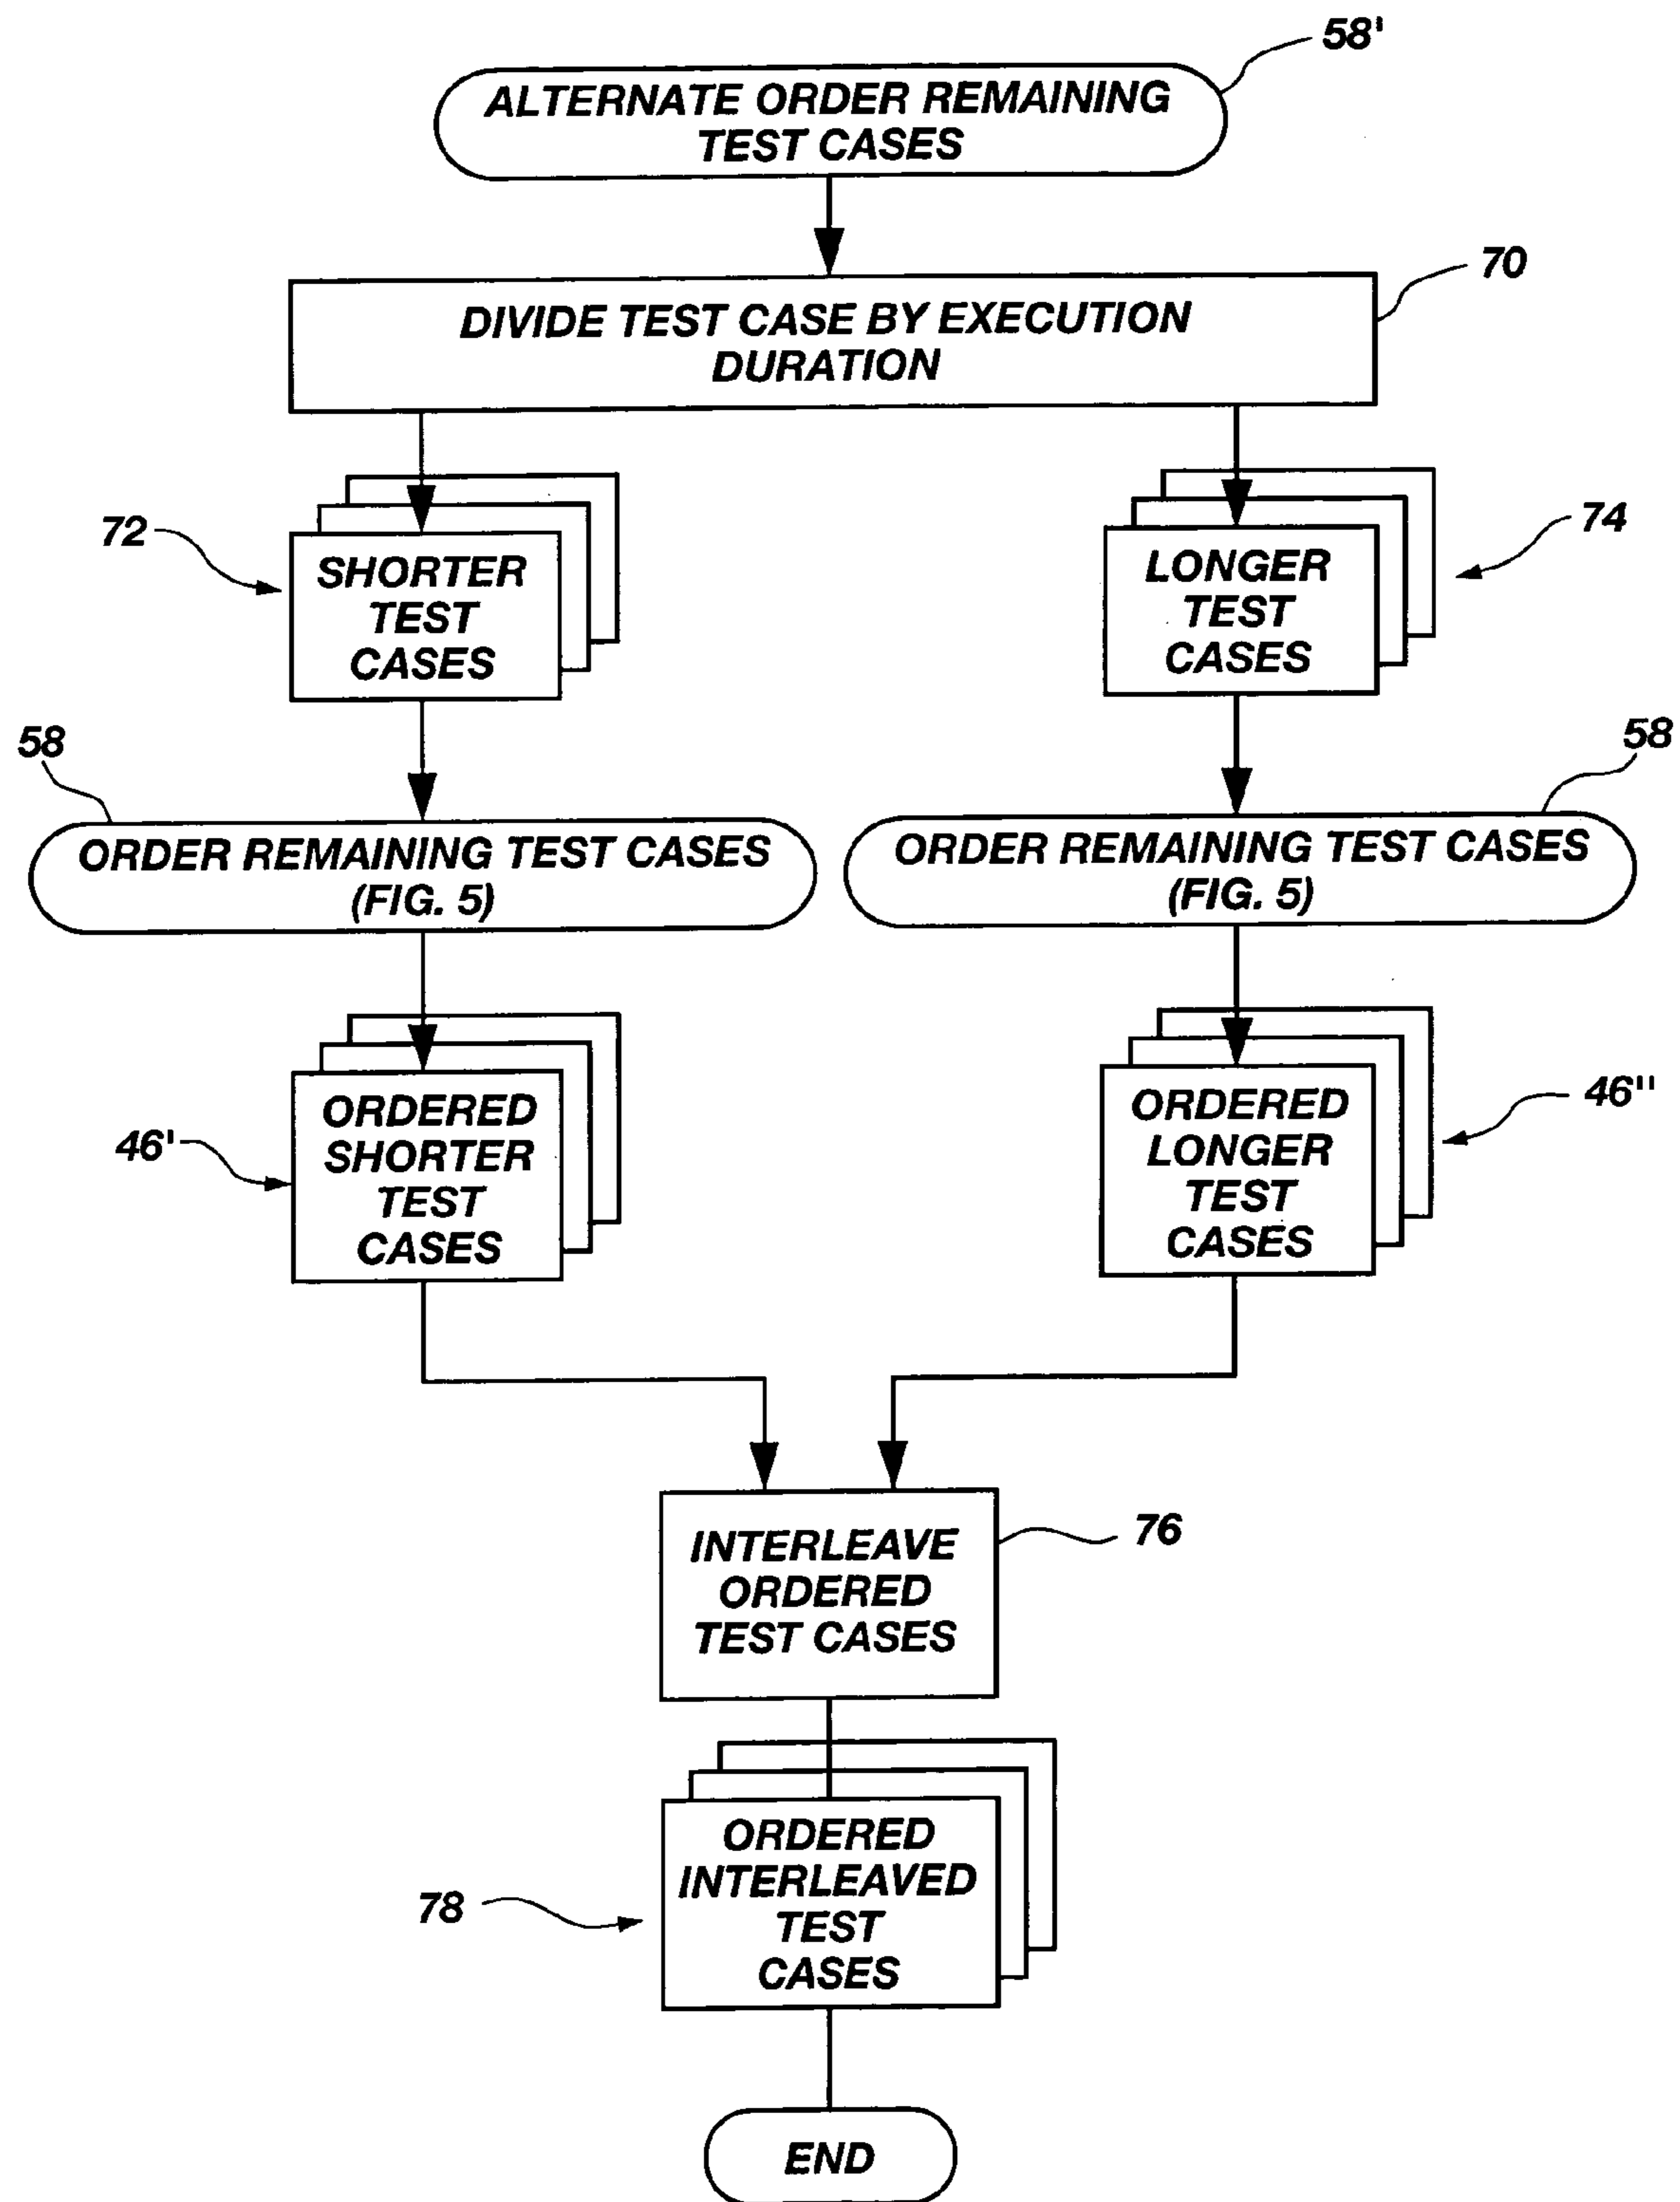 58'
ALTERNATE ORDER REMAINING
TEST CASES
70
DIVIDE TEST CASE BY EXECUTION
DURATION
72
SHORTER
TEST
CASES
74
LONGER
TEST
CASES
58
ORDER REMAINING TEST CASES
(FIG. 5)
58
ORDER REMAINING TEST CASES
(FIG. 5)
46'
ORDERED
SHORTER
TEST
CASES
46"
ORDERED
LONGER
TEST
CASES
76
INTERLEAVE
ORDERED
TEST CASES
78
ORDERED
INTERLEAVED
TEST
CASES
END